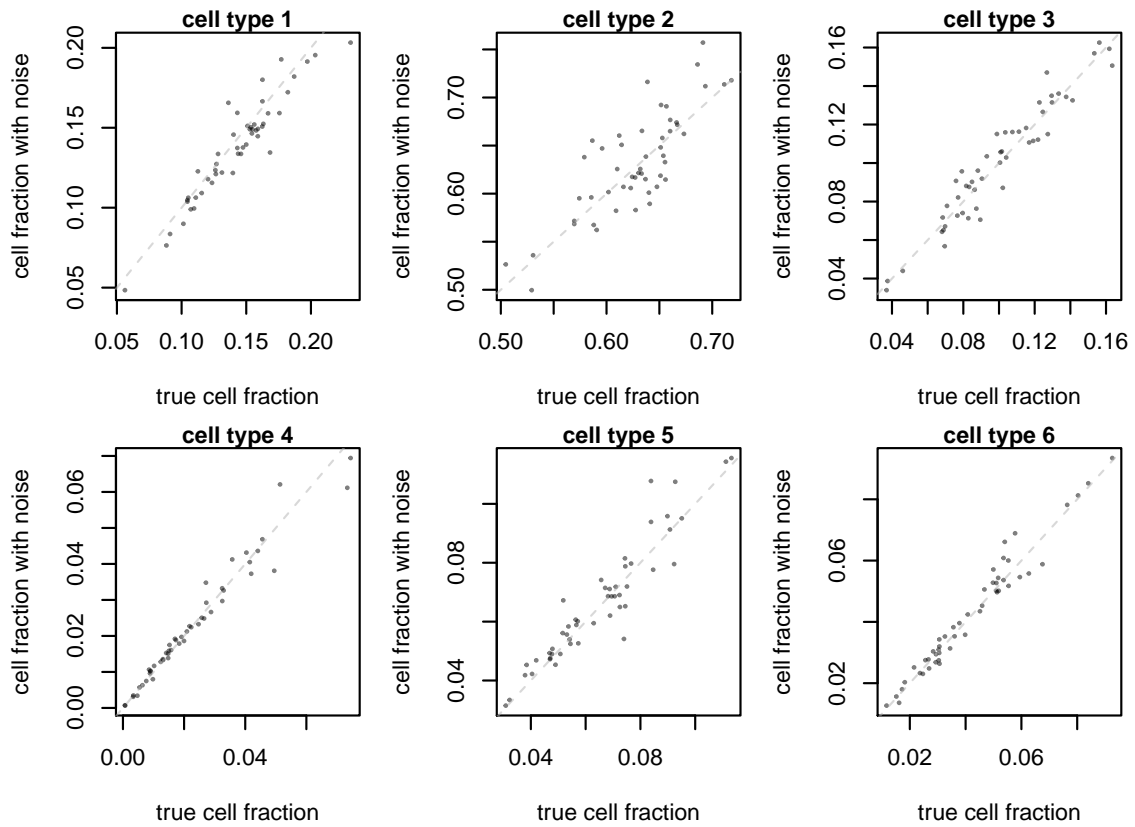 cell type 1
cell fraction with noise
0.05 0.10 0.15 0.20
0.05 0.10 0.15 0.20
true cell fraction
cell type 2
cell fraction with noise
0.50 0.60 0.70
0.50 0.60 0.70
true cell fraction
cell type 3
cell fraction with noise
0.04 0.08 0.12 0.16
0.04 0.08 0.12 0.16
true cell fraction
cell type 4
cell fraction with noise
0.00 0.02 0.04 0.06
0.00 0.04
true cell fraction
cell type 5
cell fraction with noise
0.04 0.08
0.04 0.08
true cell fraction
cell type 6
cell fraction with noise
0.02 0.06
0.02 0.06
true cell fraction